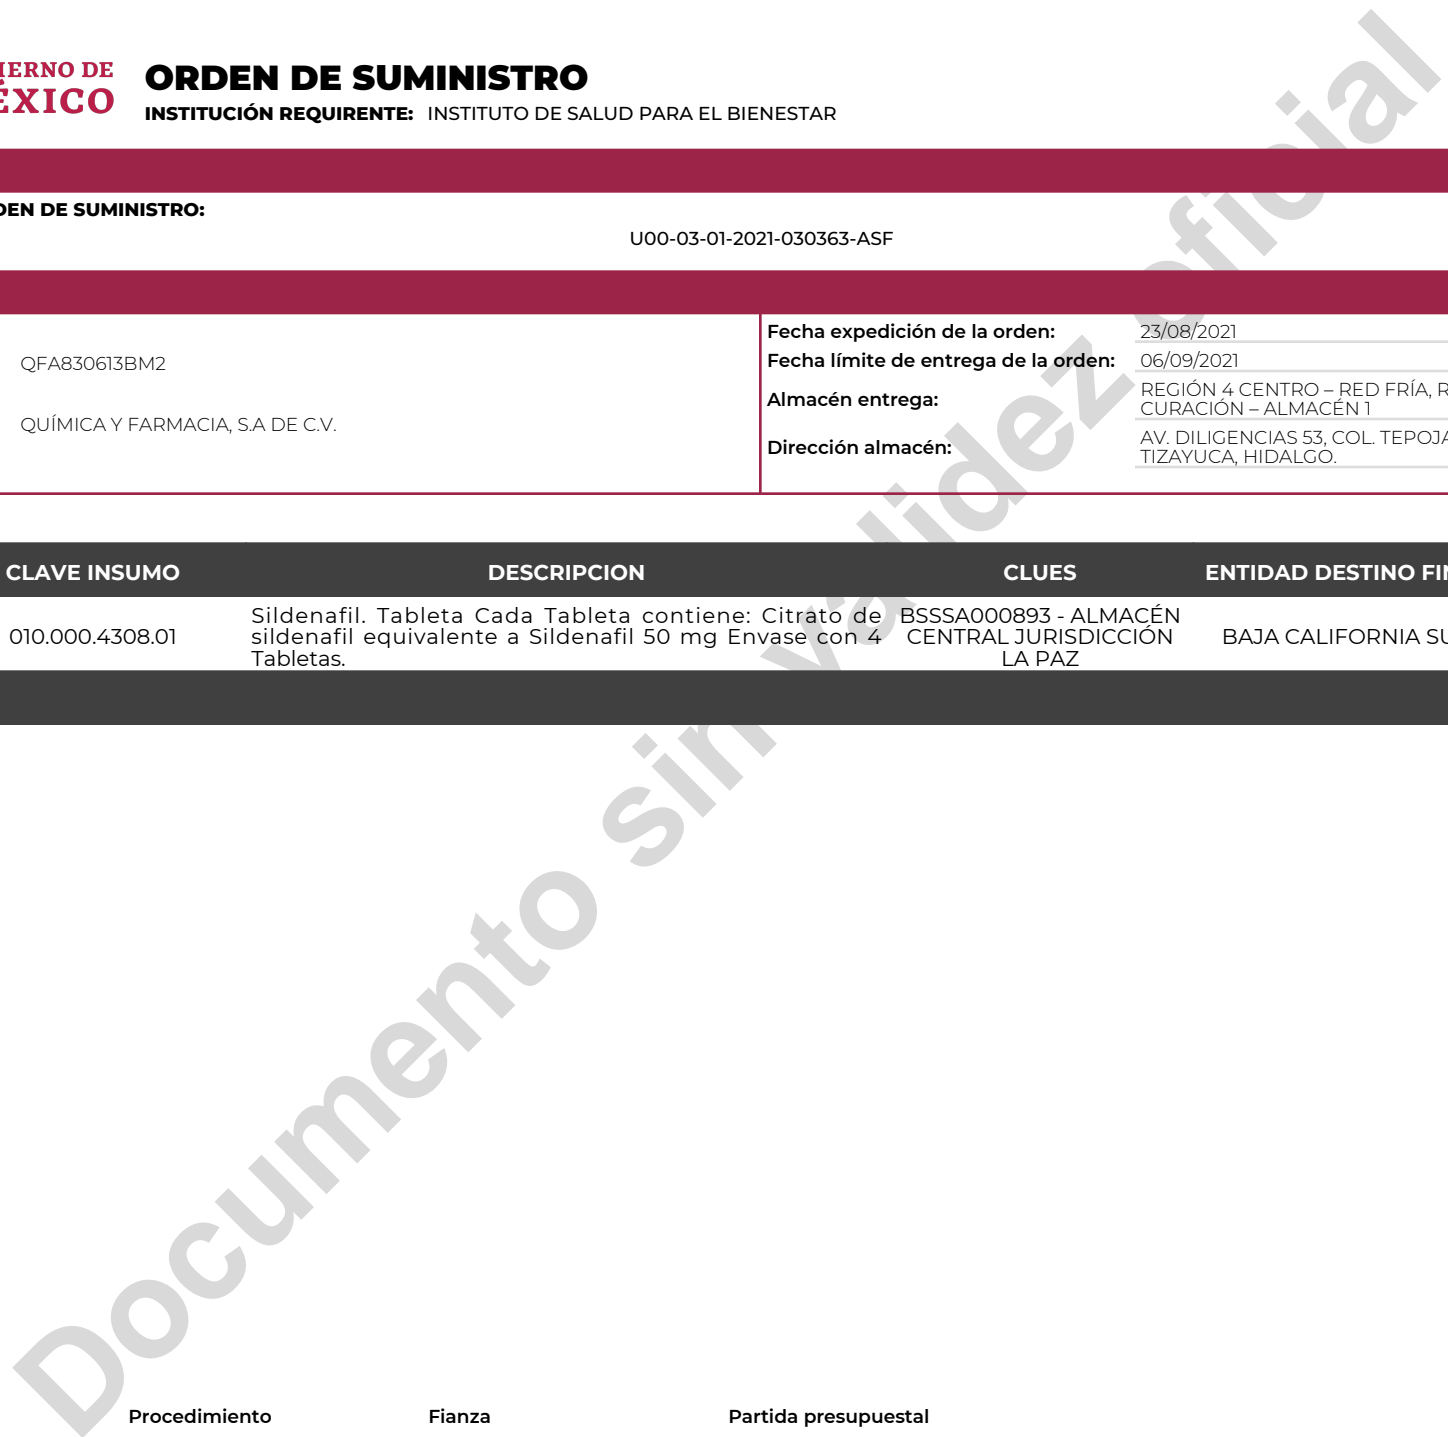 IERNO DE
ÉXICO
ORDEN DE SUMINISTRO
INSTITUCIÓN REQUIRENTE: INSTITUTO DE SALUD PARA EL BIENESTAR
DEN DE SUMINISTRO:
U00-03-01-2021-030363-ASF
QFA830613BM2
QUÍMICA Y FARMACIA, S.A DE C.V.
Fecha expedición de la orden: 23/08/2021
Fecha límite de entrega de la orden: 06/09/2021
Almacén entrega: REGIÓN 4 CENTRO – RED FRÍA, R
CURACIÓN – ALMACÉN 1
Dirección almacén: AV. DILIGENCIAS 53, COL. TEPOJA
TIZAYUCA, HIDALGO.
CLAVE INSUMO DESCRIPCION CLUES ENTIDAD DESTINO FIN
010.000.4308.01
Sildenafil. Tableta Cada Tableta contiene: Citrato de
sildenafil equivalente a Sildenafil 50 mg Envase con 4
Tabletas.
BSSSA000893 - ALMACÉN
CENTRAL JURISDICCIÓN
LA PAZ
BAJA CALIFORNIA SU
Documento sin validez oficial
Procedimiento Fianza Partida presupuestal